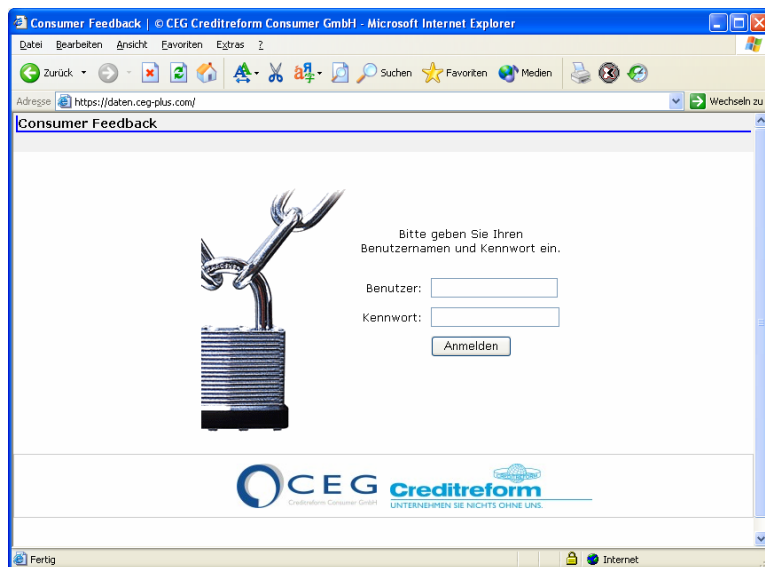 Consumer Feedback | © CEG Creditreform Consumer GmbH - Microsoft Internet Explorer
Datei Bearbeiten Ansicht Favoriten Extras ?
Zurück Suchen Favoriten Medien
Adresse https://daten.ceg-plus.com/ Wechseln zu
Consumer Feedback
Bitte geben Sie Ihren
Benutzernamen und Kennwort ein.
Benutzer:
Kennwort:
Anmelden
CEG Creditreform
Creditreform Consumer GmbH UNTERNEHMEN SIE NICHTS OHNE UNS.
Fertig Internet